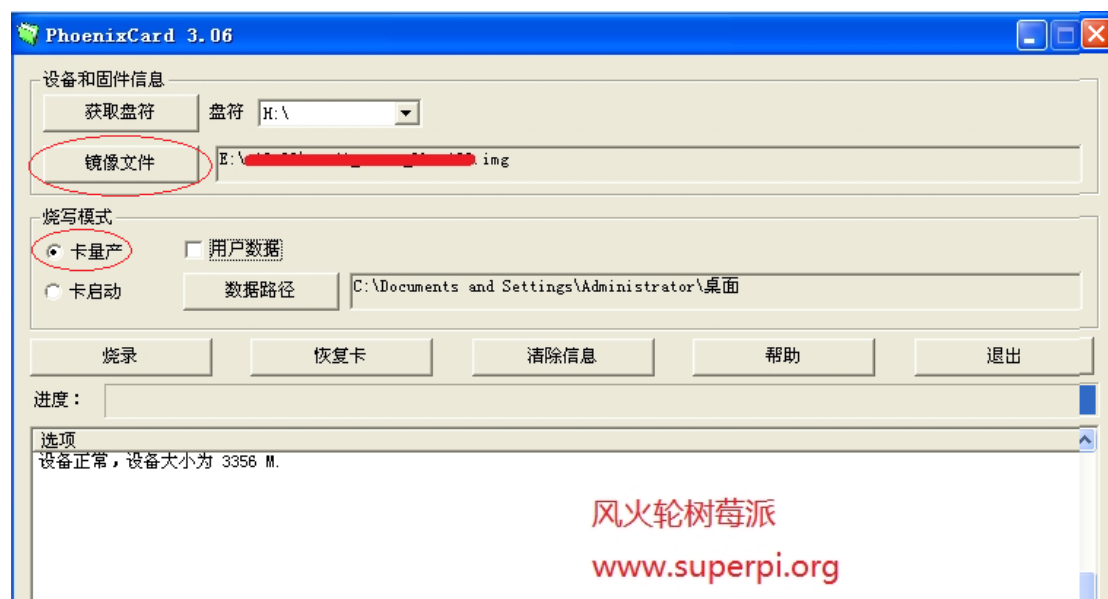 PhoenixCard 3.06
设备和固件信息
获取盘符 盘符 H:\
镜像文件 E:\ .img
烧写模式
卡量产 用户数据
卡启动 数据路径 C:\Documents and Settings\Administrator\桌面
烧录 恢复卡 清除信息 帮助 退出
进度：
选项
设备正常，设备大小为 3356 M.
风火轮树莓派
www.superpi.org